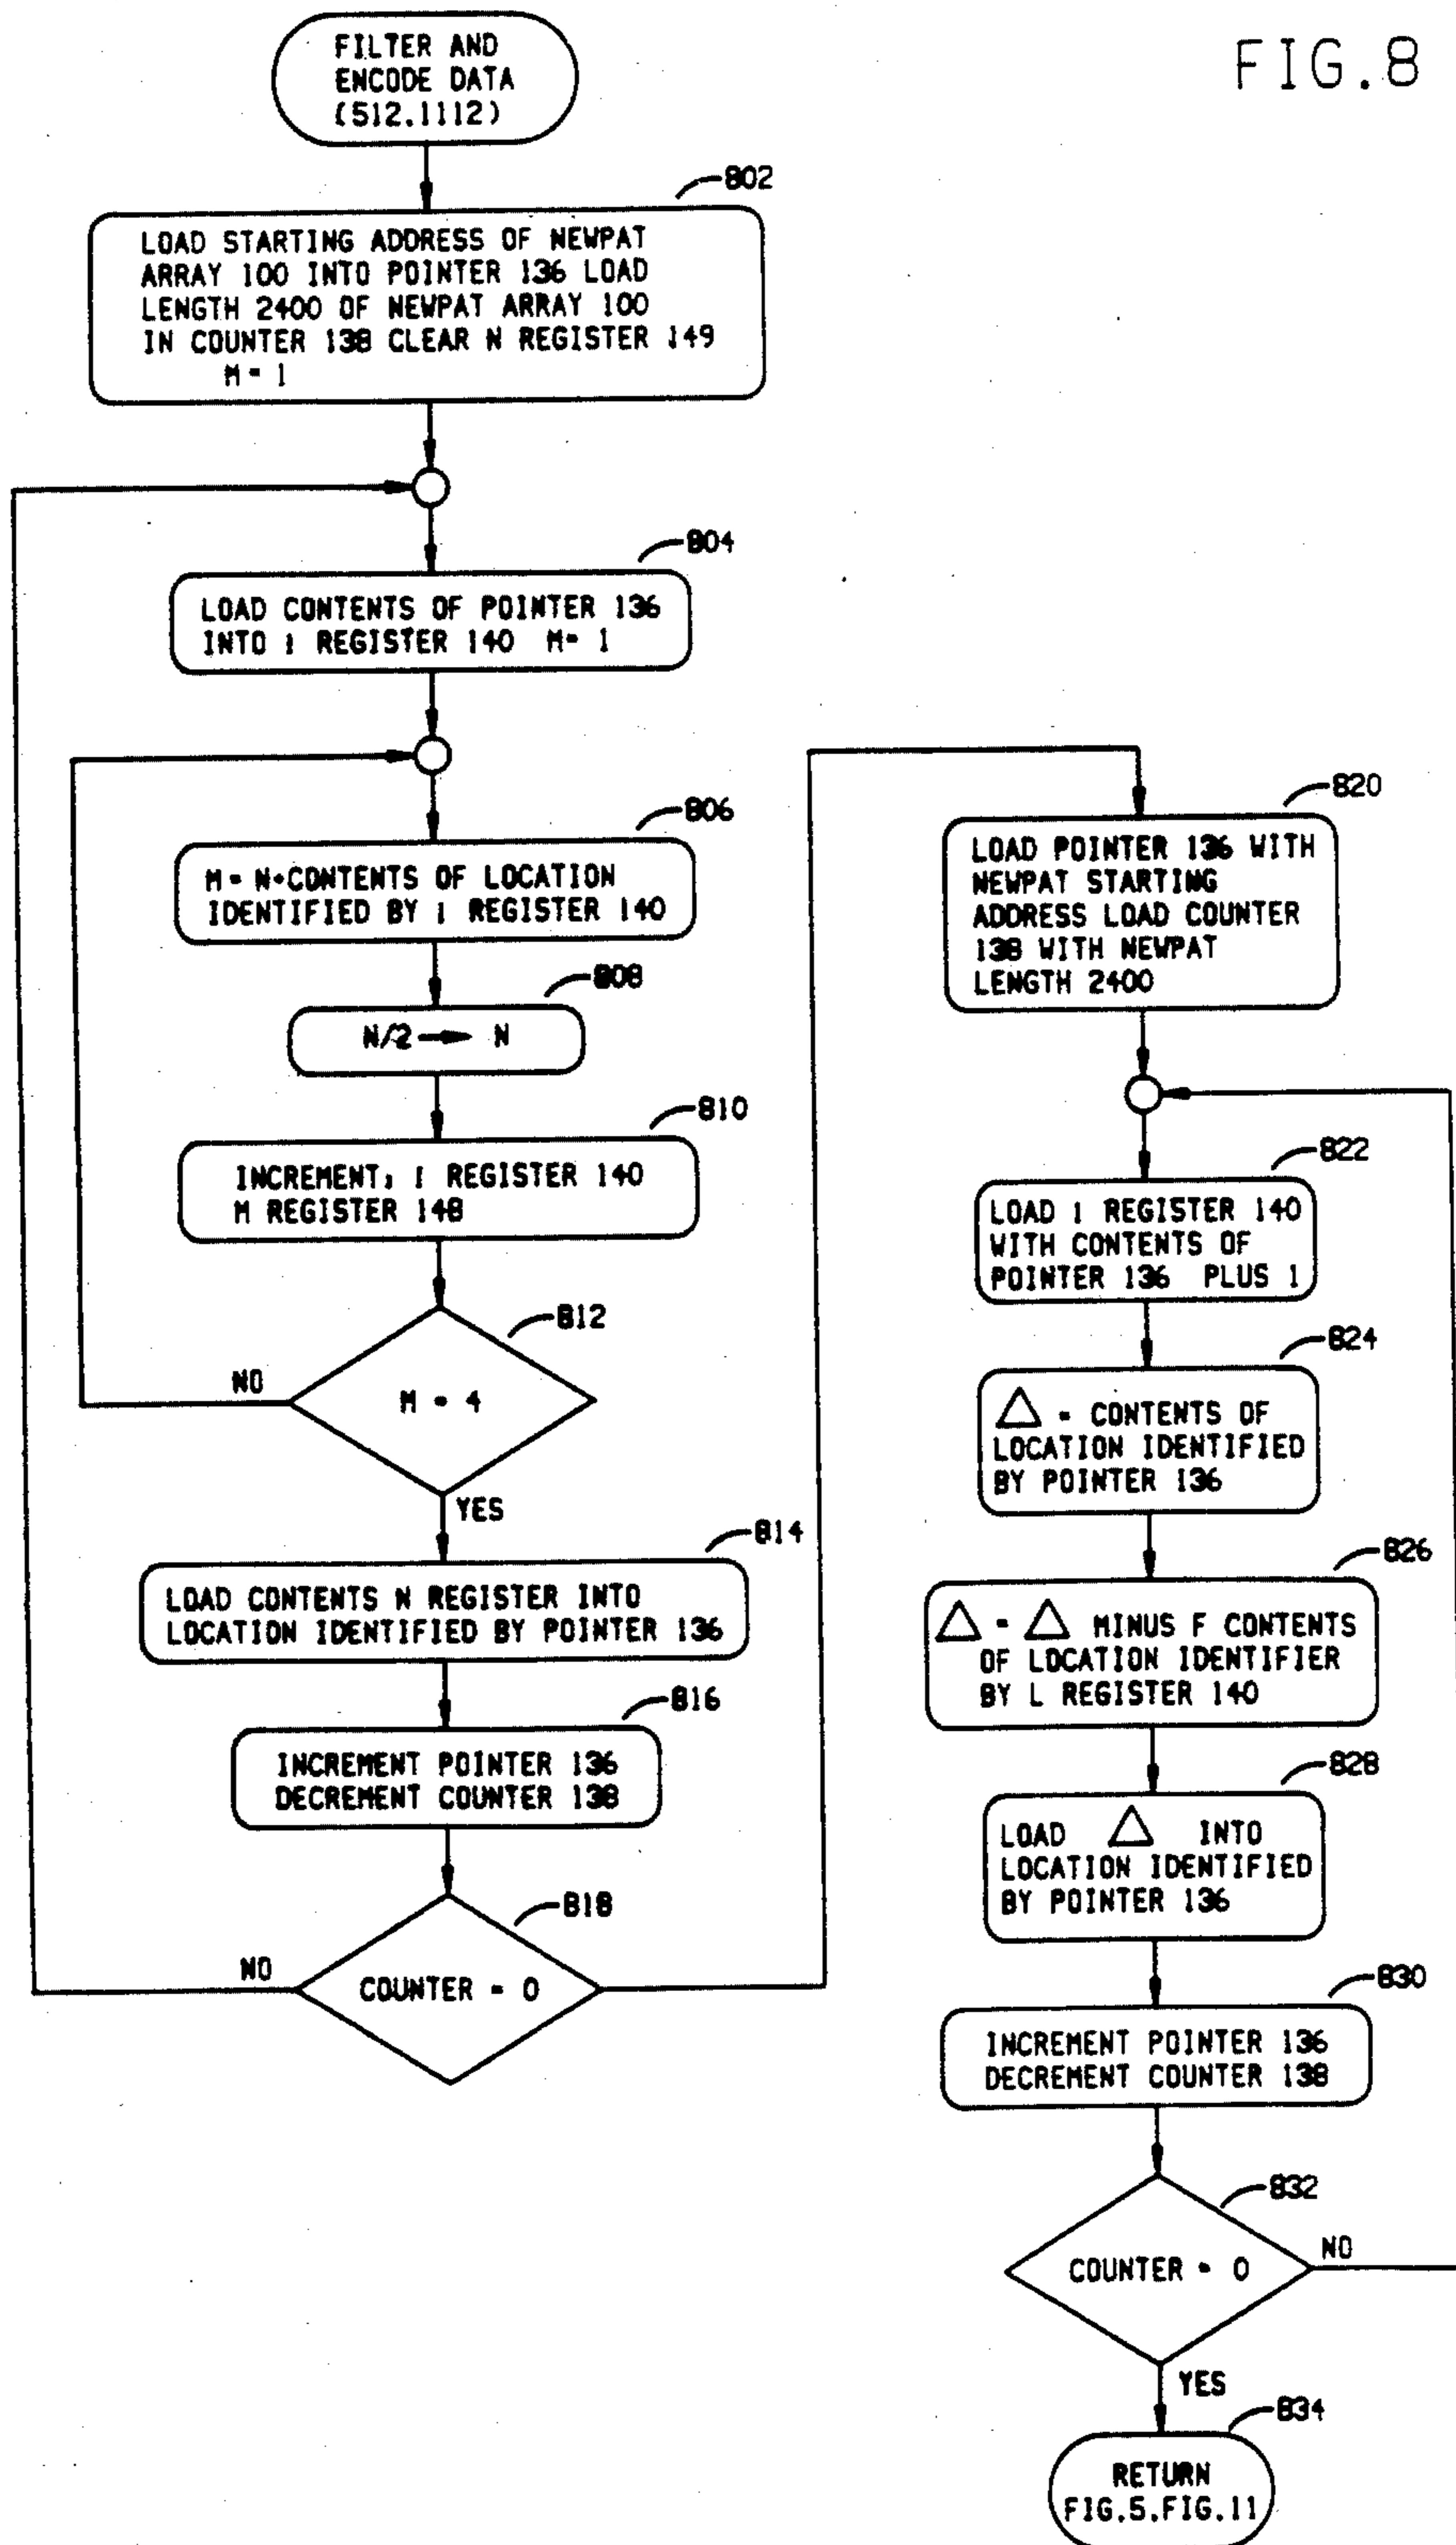 FIG.8
FILTER AND
ENCODE DATA
(512.1112)
802
LOAD STARTING ADDRESS OF NEWPAT
ARRAY 100 INTO POINTER 136 LOAD
LENGTH 2400 OF NEWPAT ARRAY 100
IN COUNTER 138 CLEAR N REGISTER 149
M = 1
804
LOAD CONTENTS OF POINTER 136
INTO I REGISTER 140 M= 1
806
M = N+CONTENTS OF LOCATION
IDENTIFIED BY I REGISTER 140
808
N/2 → N
810
INCREMENT; I REGISTER 140
M REGISTER 148
812
M = 4
NO
YES
814
LOAD CONTENTS N REGISTER INTO
LOCATION IDENTIFIED BY POINTER 136
816
INCREMENT POINTER 136
DECREMENT COUNTER 138
818
COUNTER = 0
NO
820
LOAD POINTER 136 WITH
NEWPAT STARTING
ADDRESS LOAD COUNTER
138 WITH NEWPAT
LENGTH 2400
822
LOAD I REGISTER 140
WITH CONTENTS OF
POINTER 136 PLUS 1
824
△ = CONTENTS OF
LOCATION IDENTIFIED
BY POINTER 136
826
△ = △ MINUS F CONTENTS
OF LOCATION IDENTIFIER
BY L REGISTER 140
828
LOAD △ INTO
LOCATION IDENTIFIED
BY POINTER 136
830
INCREMENT POINTER 136
DECREMENT COUNTER 138
832
COUNTER = 0
NO
YES
834
RETURN
FIG.5.FIG.11